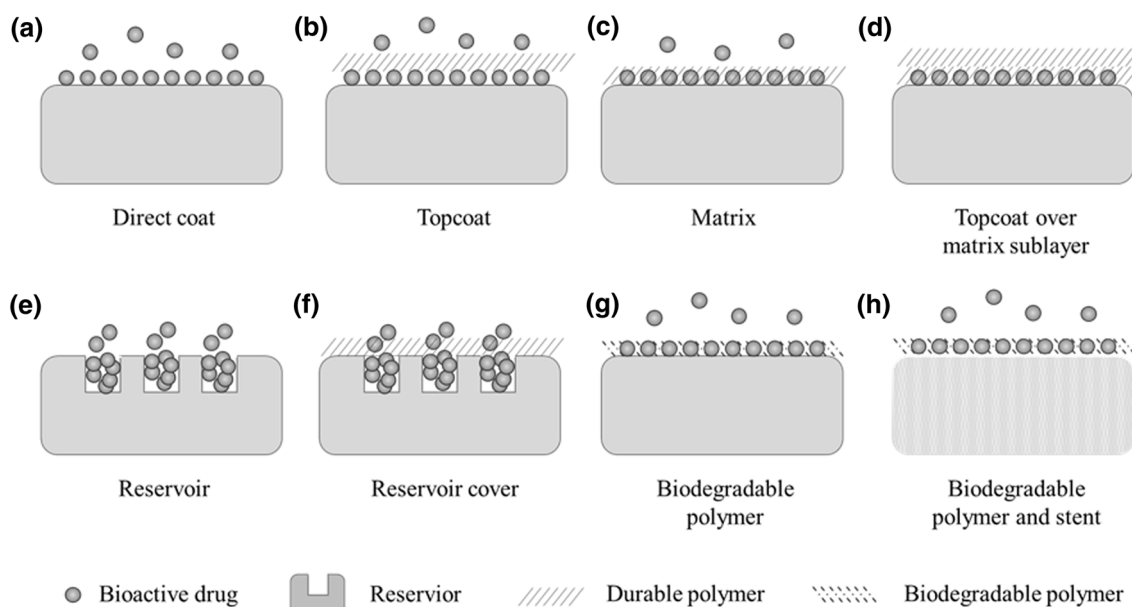 (a) (b) (c) (d)
Direct coat Topcoat Matrix Topcoat over
matrix sublayer
(e) (f) (g) (h)
Reservoir Reservoir cover Biodegradable Biodegradable
polymer polymer and stent
Bioactive drug Reservior Durable polymer Biodegradable polymer